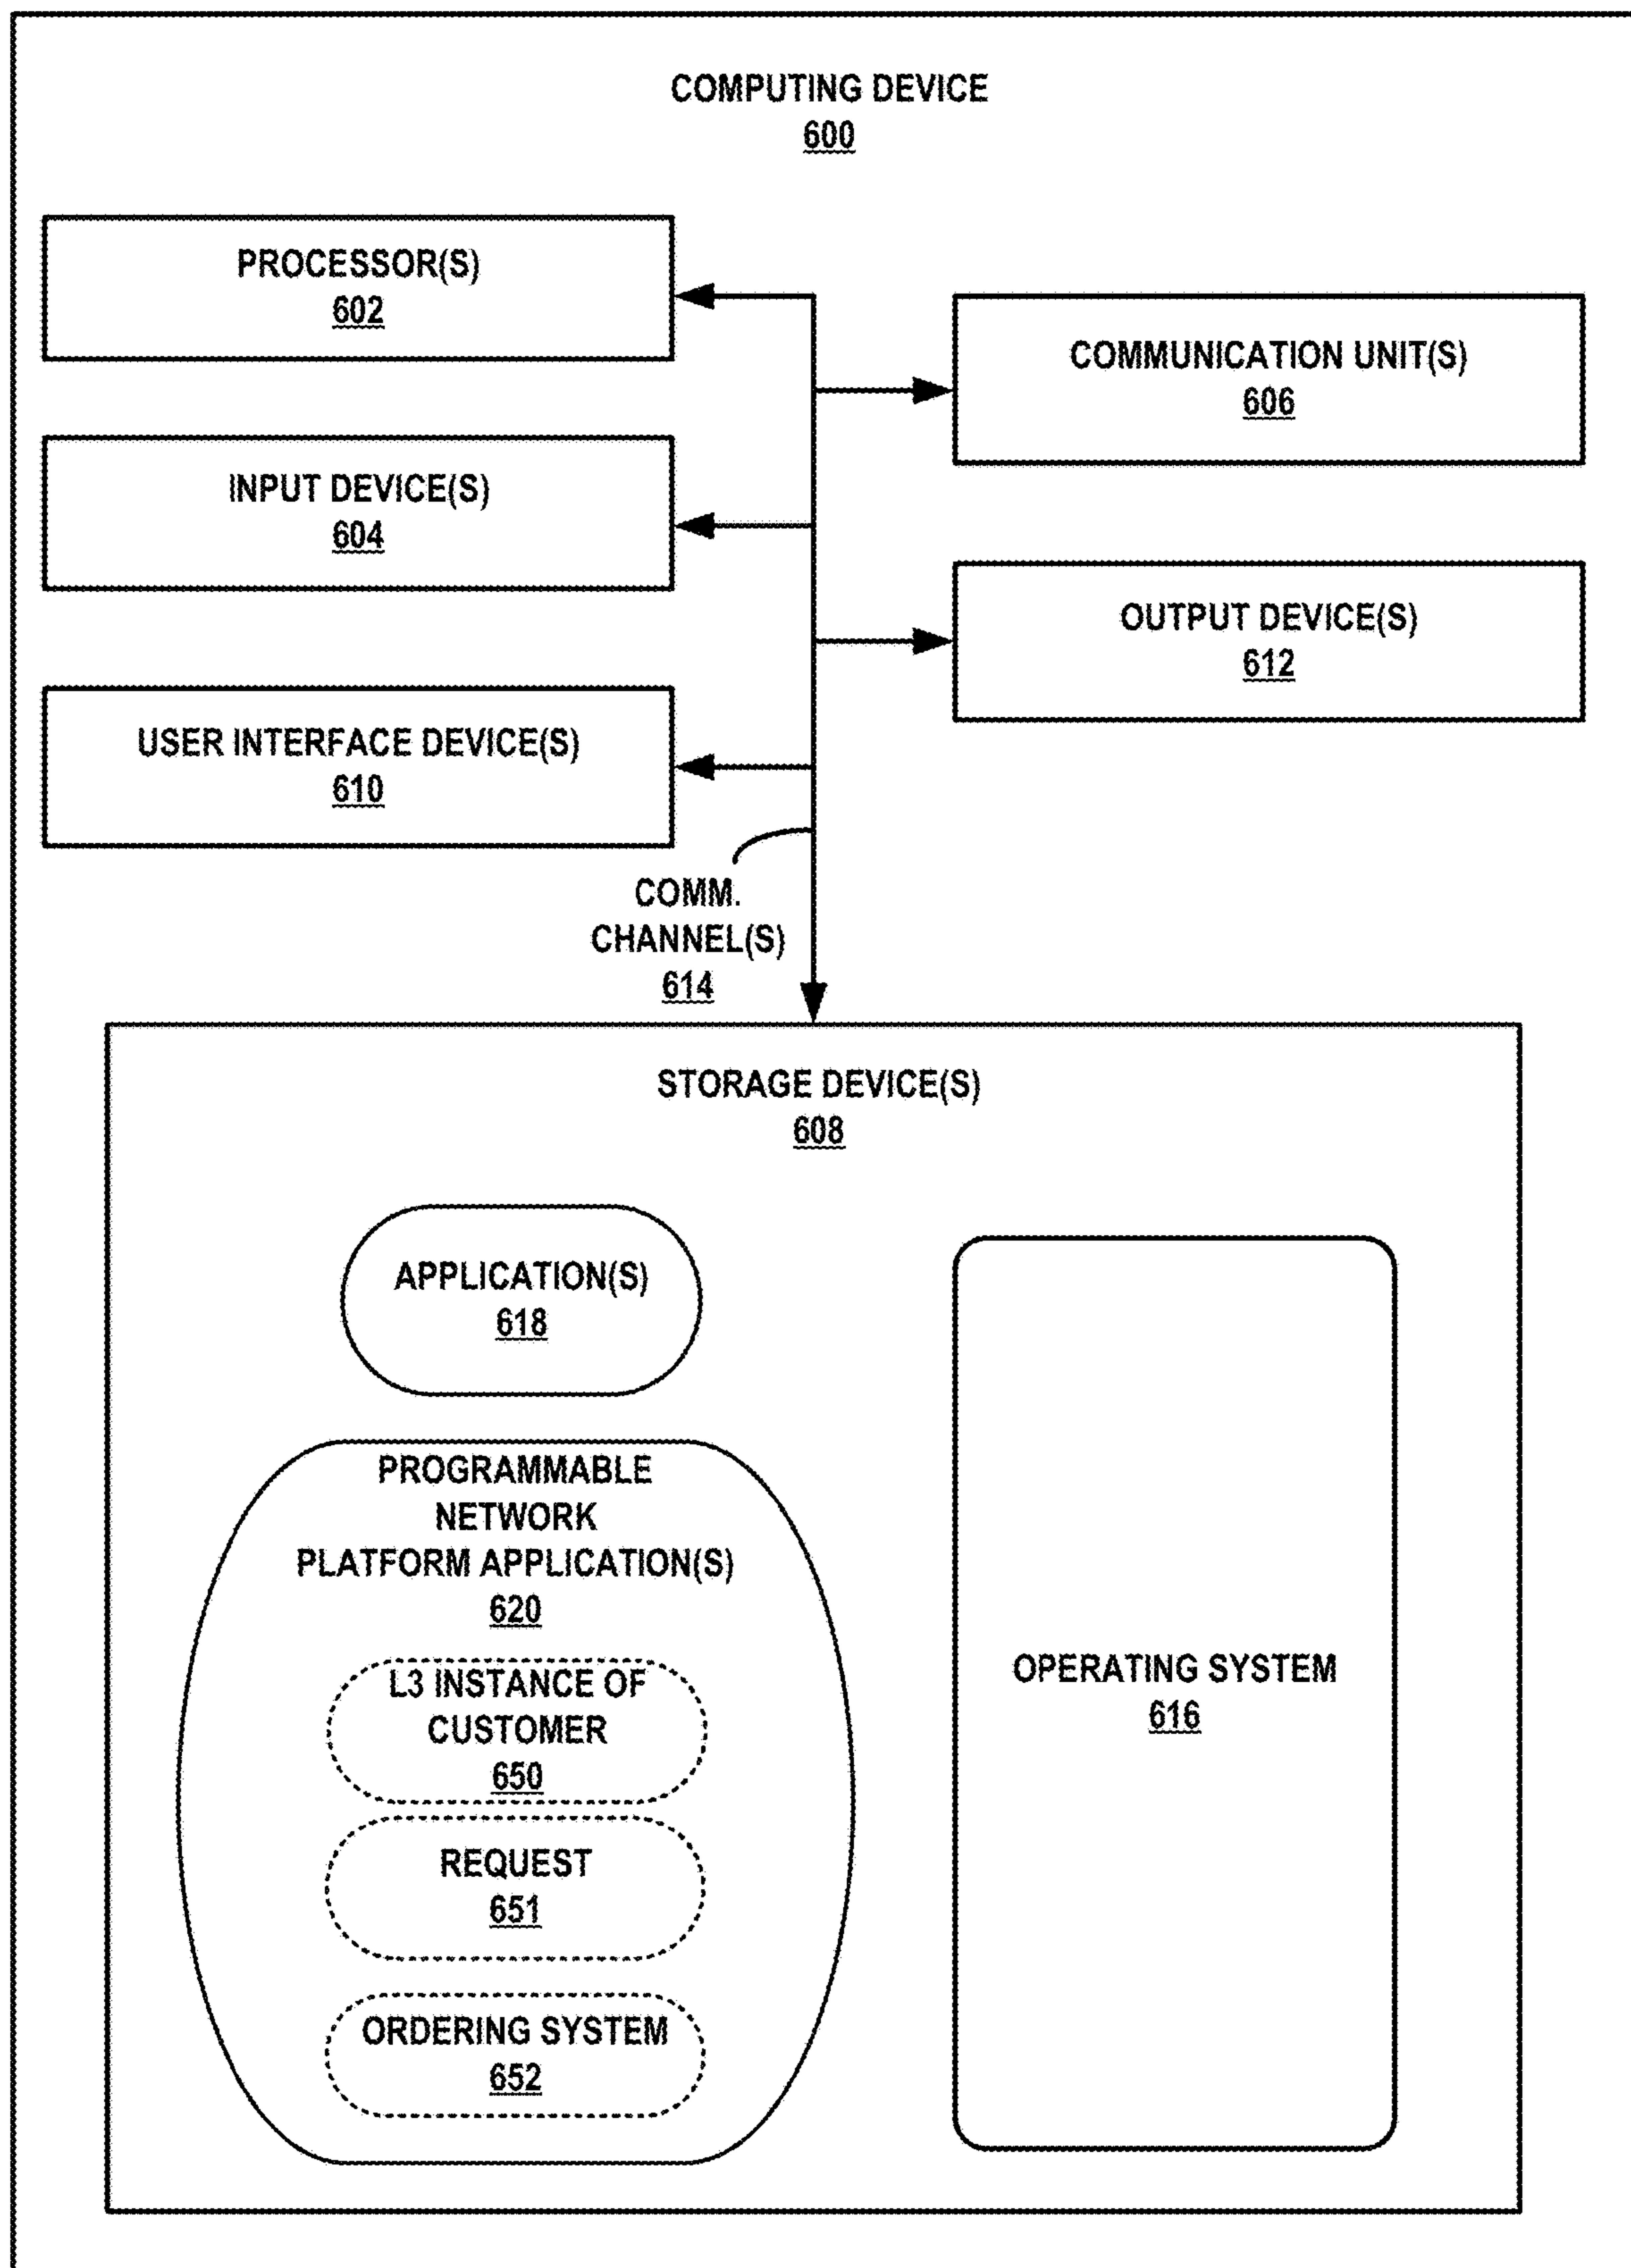 COMPUTING DEVICE
600
PROCESSOR(S)
602
COMMUNICATION UNIT(S)
606
INPUT DEVICE(S)
604
OUTPUT DEVICE(S)
612
USER INTERFACE DEVICE(S)
610
COMM.
CHANNEL(S)
614
STORAGE DEVICE(S)
608
APPLICATION(S)
618
PROGRAMMABLE
NETWORK
PLATFORM APPLICATION(S)
620
L3 INSTANCE OF
CUSTOMER
650
REQUEST
651
ORDERING SYSTEM
652
OPERATING SYSTEM
616